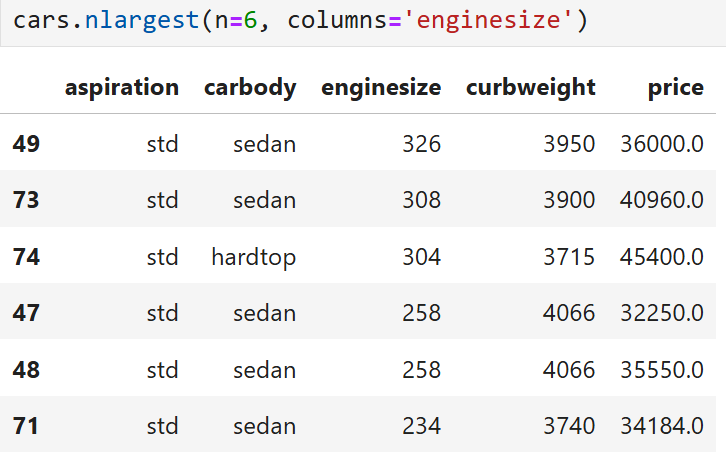 cars.nlargest(n=6, columns='enginesize')
aspiration carbody enginesize curbweight price
49 std sedan 326 3950 36000.0
73 std sedan 308 3900 40960.0
74 std hardtop 304 3715 45400.0
47 std sedan 258 4066 32250.0
48 std sedan 258 4066 35550.0
71 std sedan 234 3740 34184.0